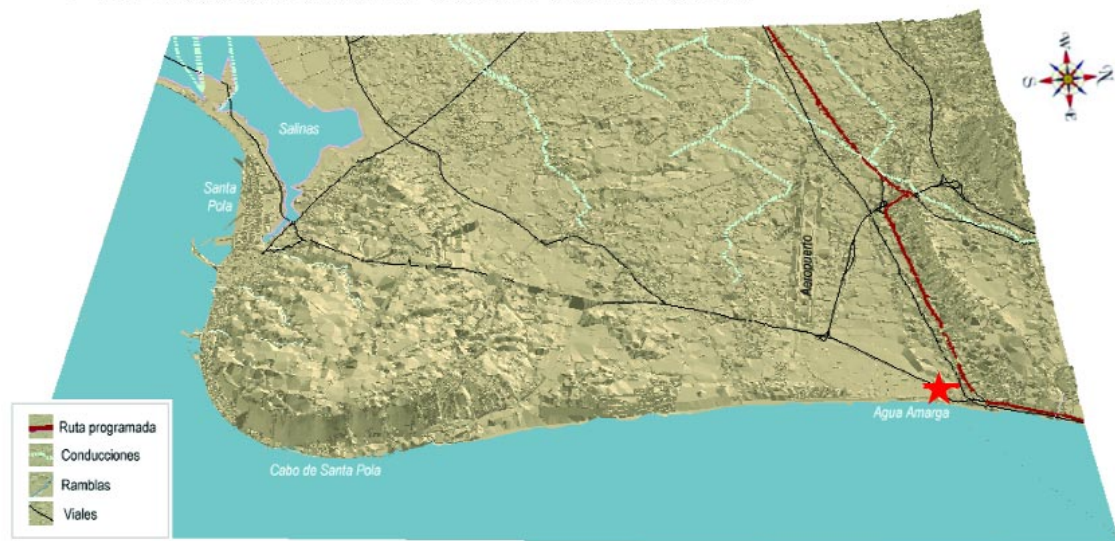 Salinas
Santa
Pola
Aeropuerto
Agua Amarga
Cabo de Santa Pola
Ruta programada
Conducciones
Ramblas
Viales
W
S
N
e